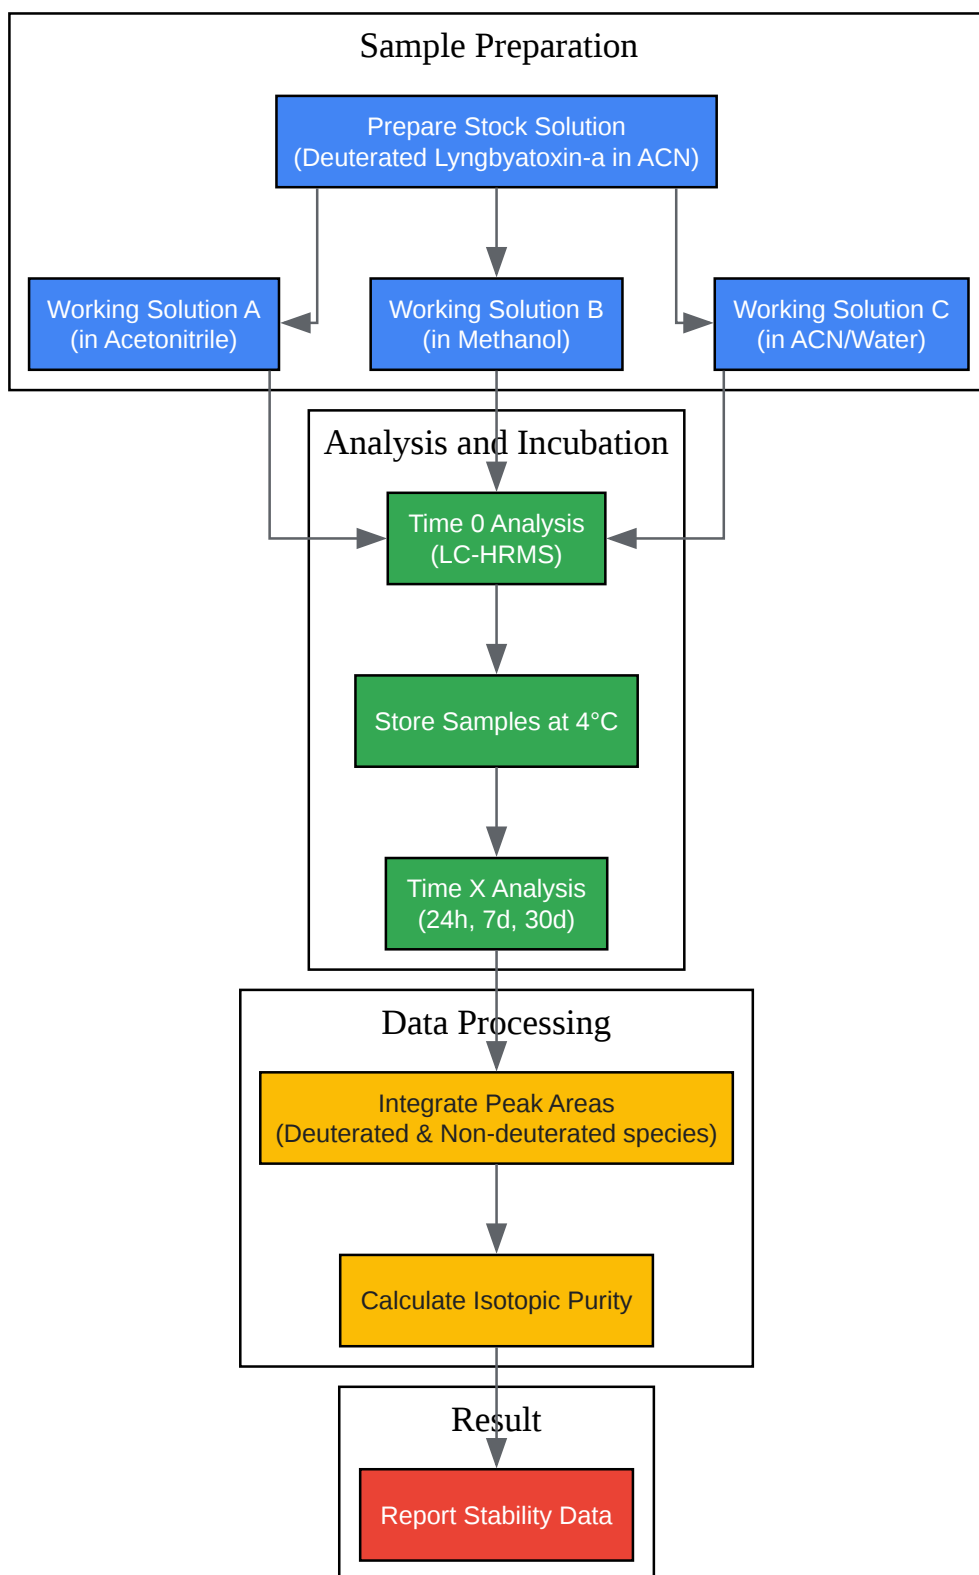 Sample Preparation
Prepare Stock Solution
(Deuterated Lyngbyatoxin-a in ACN)
Working Solution A
(in Acetonitrile)
Working Solution B
(in Methanol)
Working Solution C
(in ACN/Water)
Analysis and Incubation
Time 0 Analysis
(LC-HRMS)
Store Samples at 4°C
Time X Analysis
(24h, 7d, 30d)
Data Processing
Integrate Peak Areas
(Deuterated & Non-deuterated species)
Calculate Isotopic Purity
Result
Report Stability Data